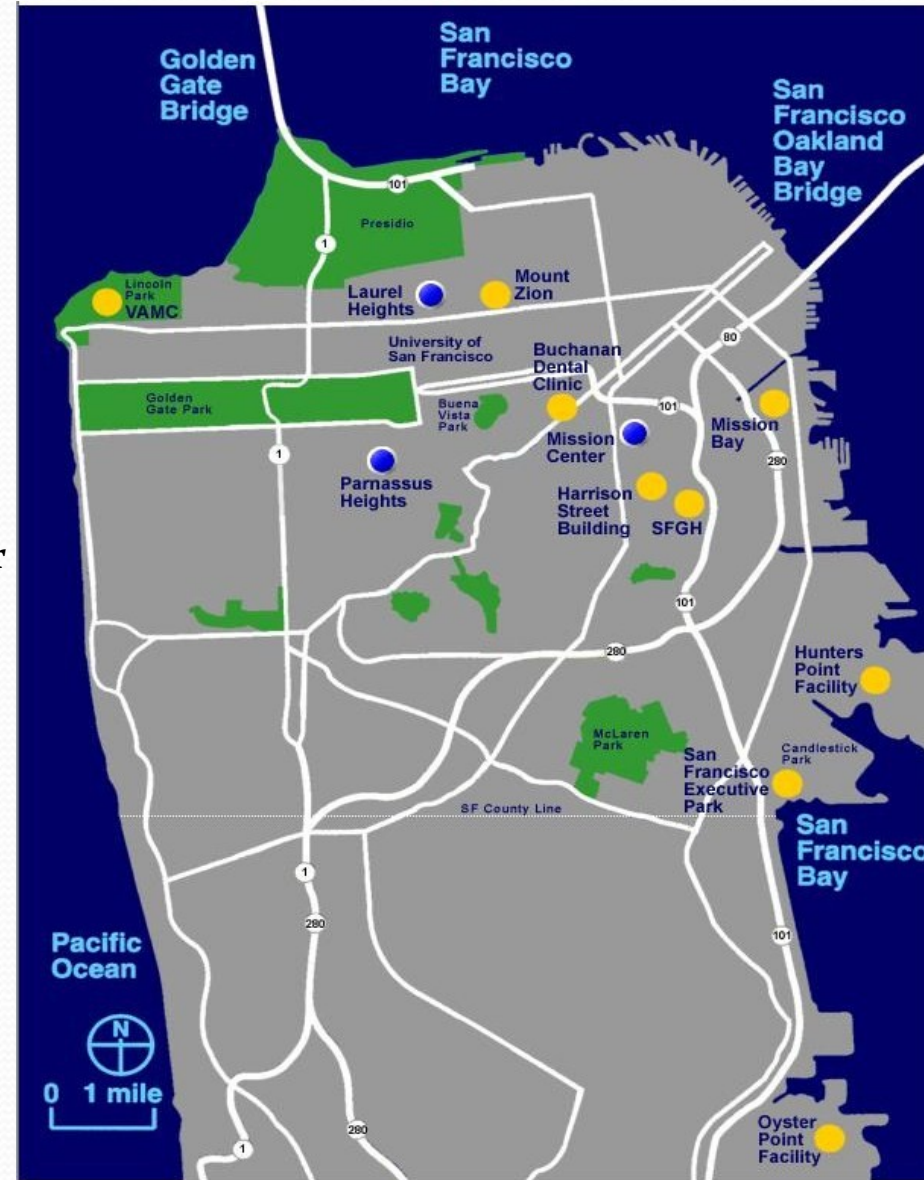 San
Francisco
Bay
Golden
Gate
Bridge
San
Francisco
Oakland
Bay
Bridge
101
Presidio
1
Lincoln
Park
VAMC
Laurel
Heights
Mount
Zion
80
University of
San Francisco
Buchanan
Dental
Clinic
Golden
Gate Park
Buena
Vista
Park
101
Mission
Bay
Mission
Center
1
280
Parnassus
Heights
Harrison
Street
Building
SFGH
101
280
Hunters
Point
Facility
McLaren
Park
San
Francisco
Executive
Park
Candlestick
Park
SF County Line
San
Francisco
Bay
1
280
101
Pacific
Ocean
N
0 1 mile
Oyster
Point
Facility
280
1